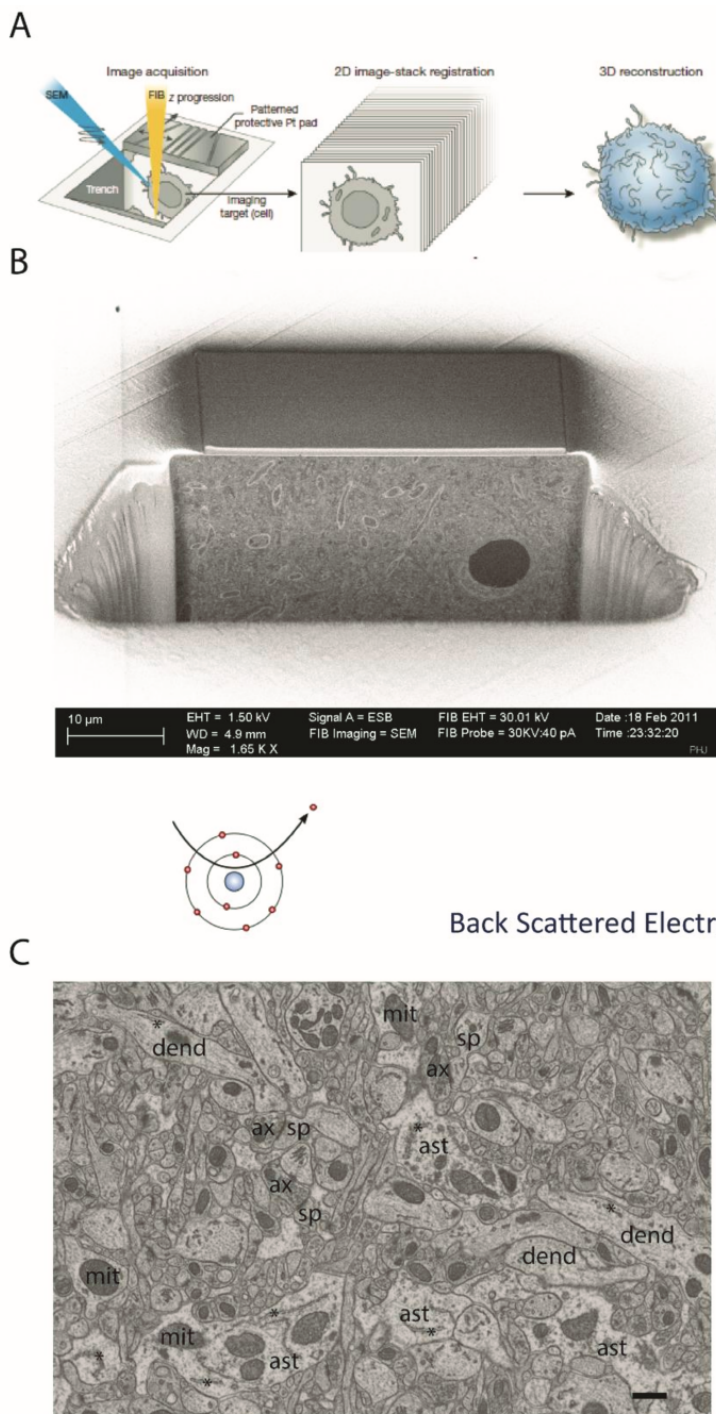 A
Image acquisition
2D image-stack registration
3D reconstruction
SEM
FIB
z progression
Patterned
protective Pt pad
Trench
Imaging
target (cell)
B
10 µm
EHT = 1.50 kV
Signal A = ESB
FIB EHT = 30.01 kV
Date :18 Feb 2011
WD = 4.9 mm
FIB Imaging = SEM
FIB Probe = 30KV:40 pA
Time :23:32:20
Mag = 1.65 K X
PHJ
Back Scattered Electr
C
mit
*
sp
dend
ax
ax
sp
*
ast
ax
sp
*
dend
dend
mit
ast
*
*
mit
ast
ast
*
*